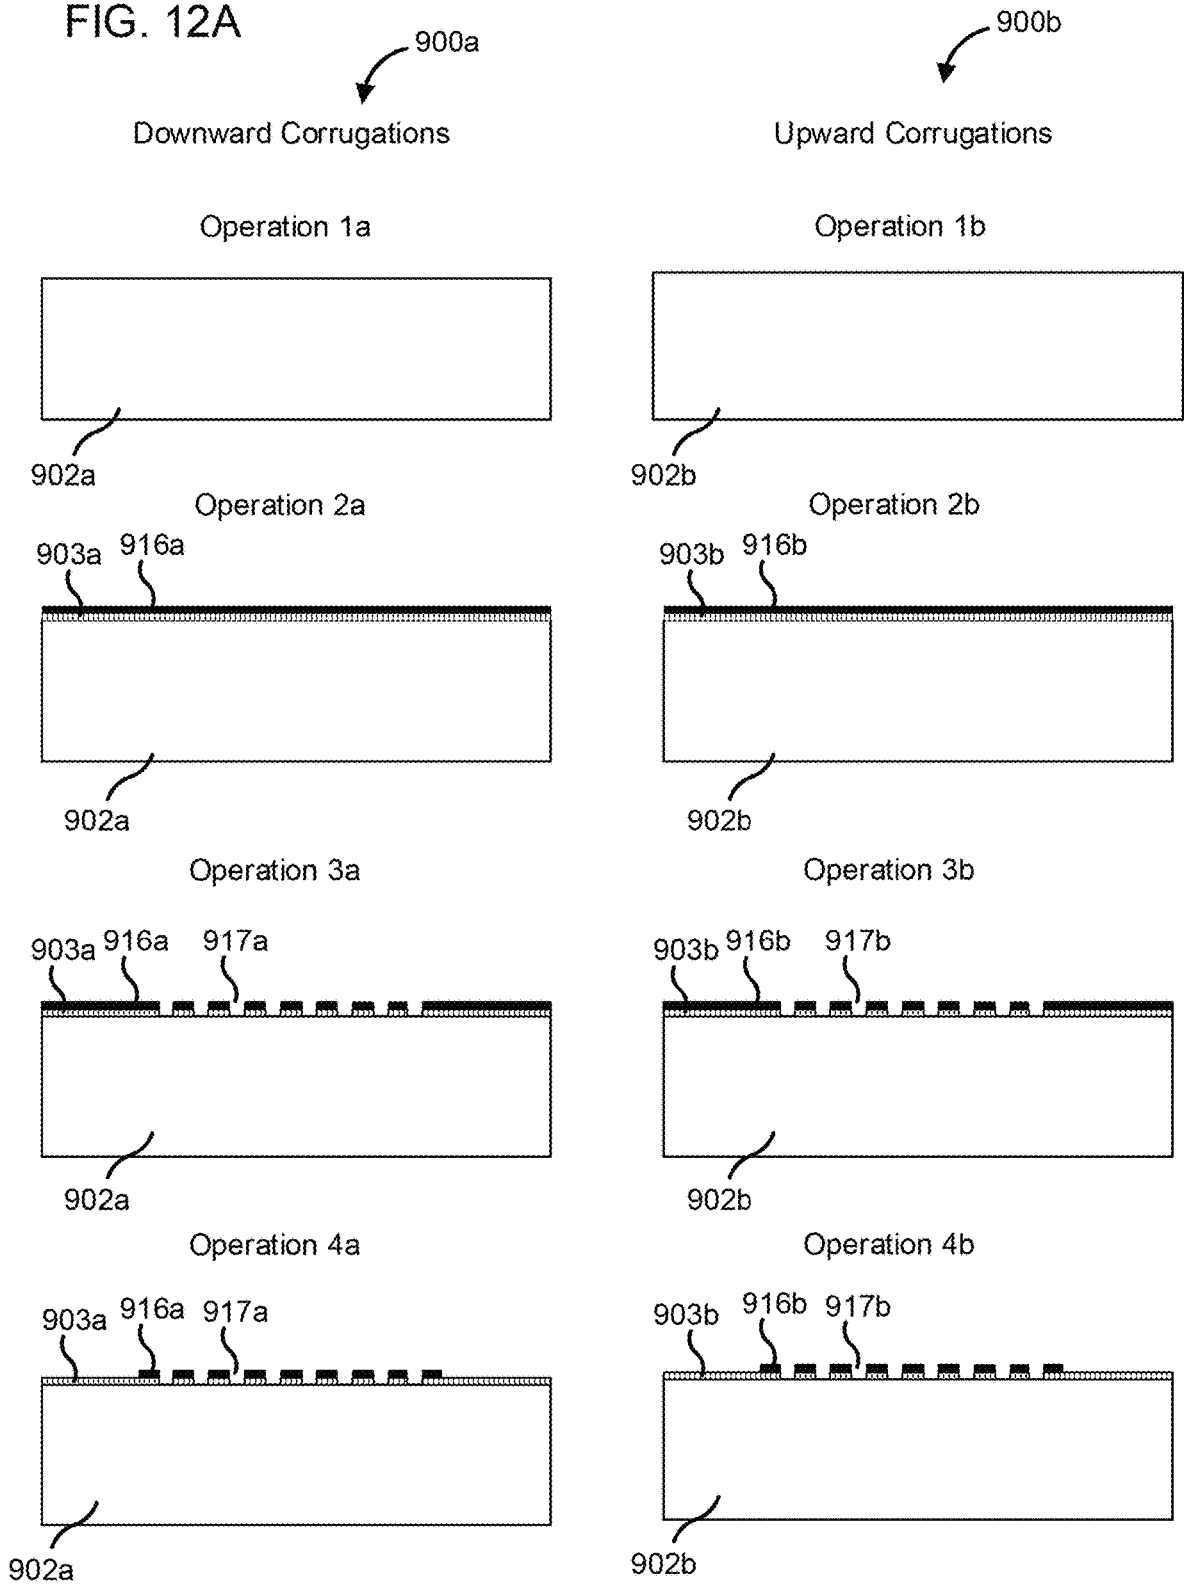 FIG. 12A
900a
900b
Downward Corrugations
Upward Corrugations
Operation 1a
Operation 1b
902a
902b
Operation 2a
Operation 2b
903a
916a
903b
916b
902a
902b
Operation 3a
Operation 3b
903a
916a
917a
903b
916b
917b
902a
902b
Operation 4a
Operation 4b
903a
916a
917a
903b
916b
917b
902a
902b